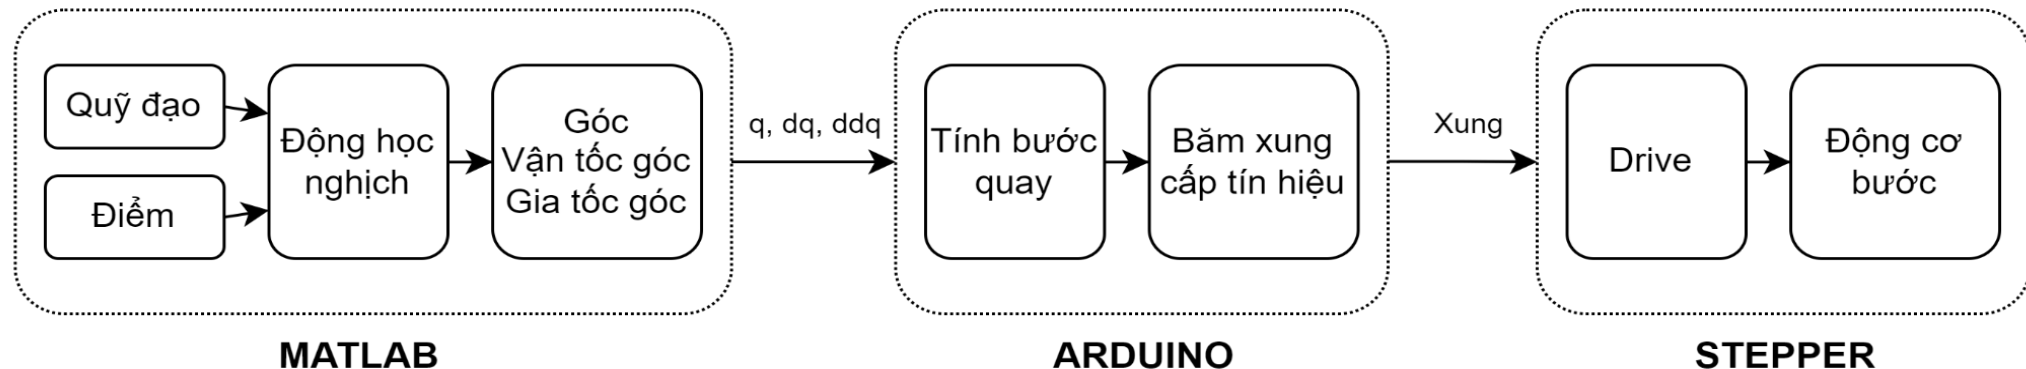 Quỹ đạo
Điểm
Động học
nghịch
Góc
Vận tốc góc
Gia tốc góc
q, dq, ddq
Tính bước
quay
Băm xung
cấp tín hiệu
Xung
Drive
Động cơ
bước
MATLAB
ARDUINO
STEPPER